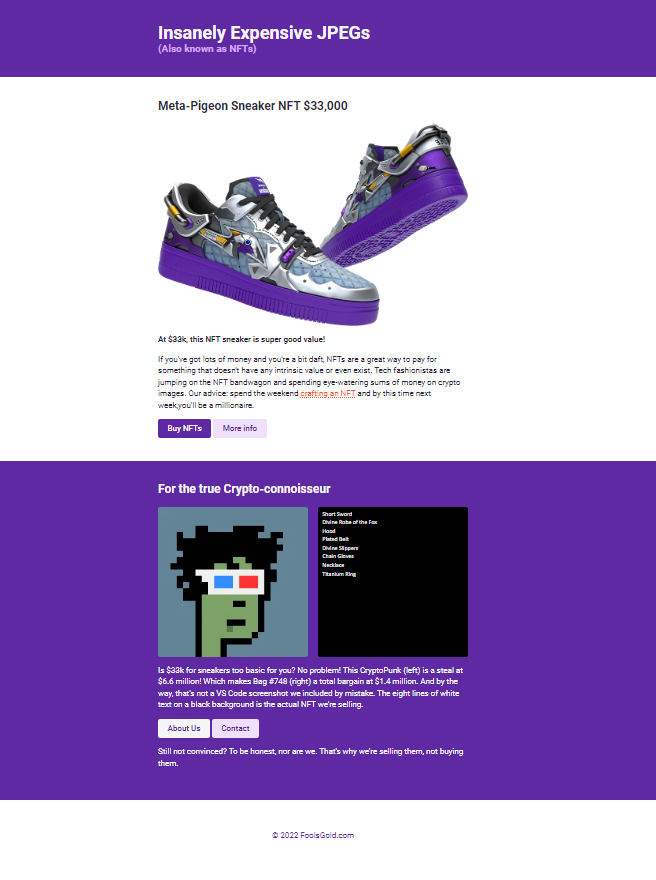 Insanely Expensive JPEGs
(Also known as NFTs)
Meta-Pigeon Sneaker NFT $33,000
At $33k, this NFT sneaker is super good value!
If you've got lots of money and you're a bit daft, NFTs are a great way to pay for
something that doesn't have any intrinsic value or even exist. Tech fashionistas are
jumping on the NFT bandwagon and spending eye-watering sums of money on crypto
images. Our advice: spend the weekend crafting an NFT and by this time next
week,you'll be a millionaire.
Buy NFTs
More info
For the true Crypto-connoisseur
Short Sword
Divine Robe of the Fox
Hood
Plated Belt
Divine Slippers
Chain Gloves
Necklace
Titanium Ring
Is $33k for sneakers too basic for you? No problem! This CryptoPunk (left) is a steal at
$6.6 million! Which makes Bag #748 (right) a total bargain at $1.4 million. And by the
way, that's not a VS Code screenshot we included by mistake. The eight lines of white
text on a black background is the actual NFT we're selling.
About Us
Contact
Still not convinced? To be honest, nor are we. That's why we're selling them, not buying
them.
© 2022 FoolsGold.com